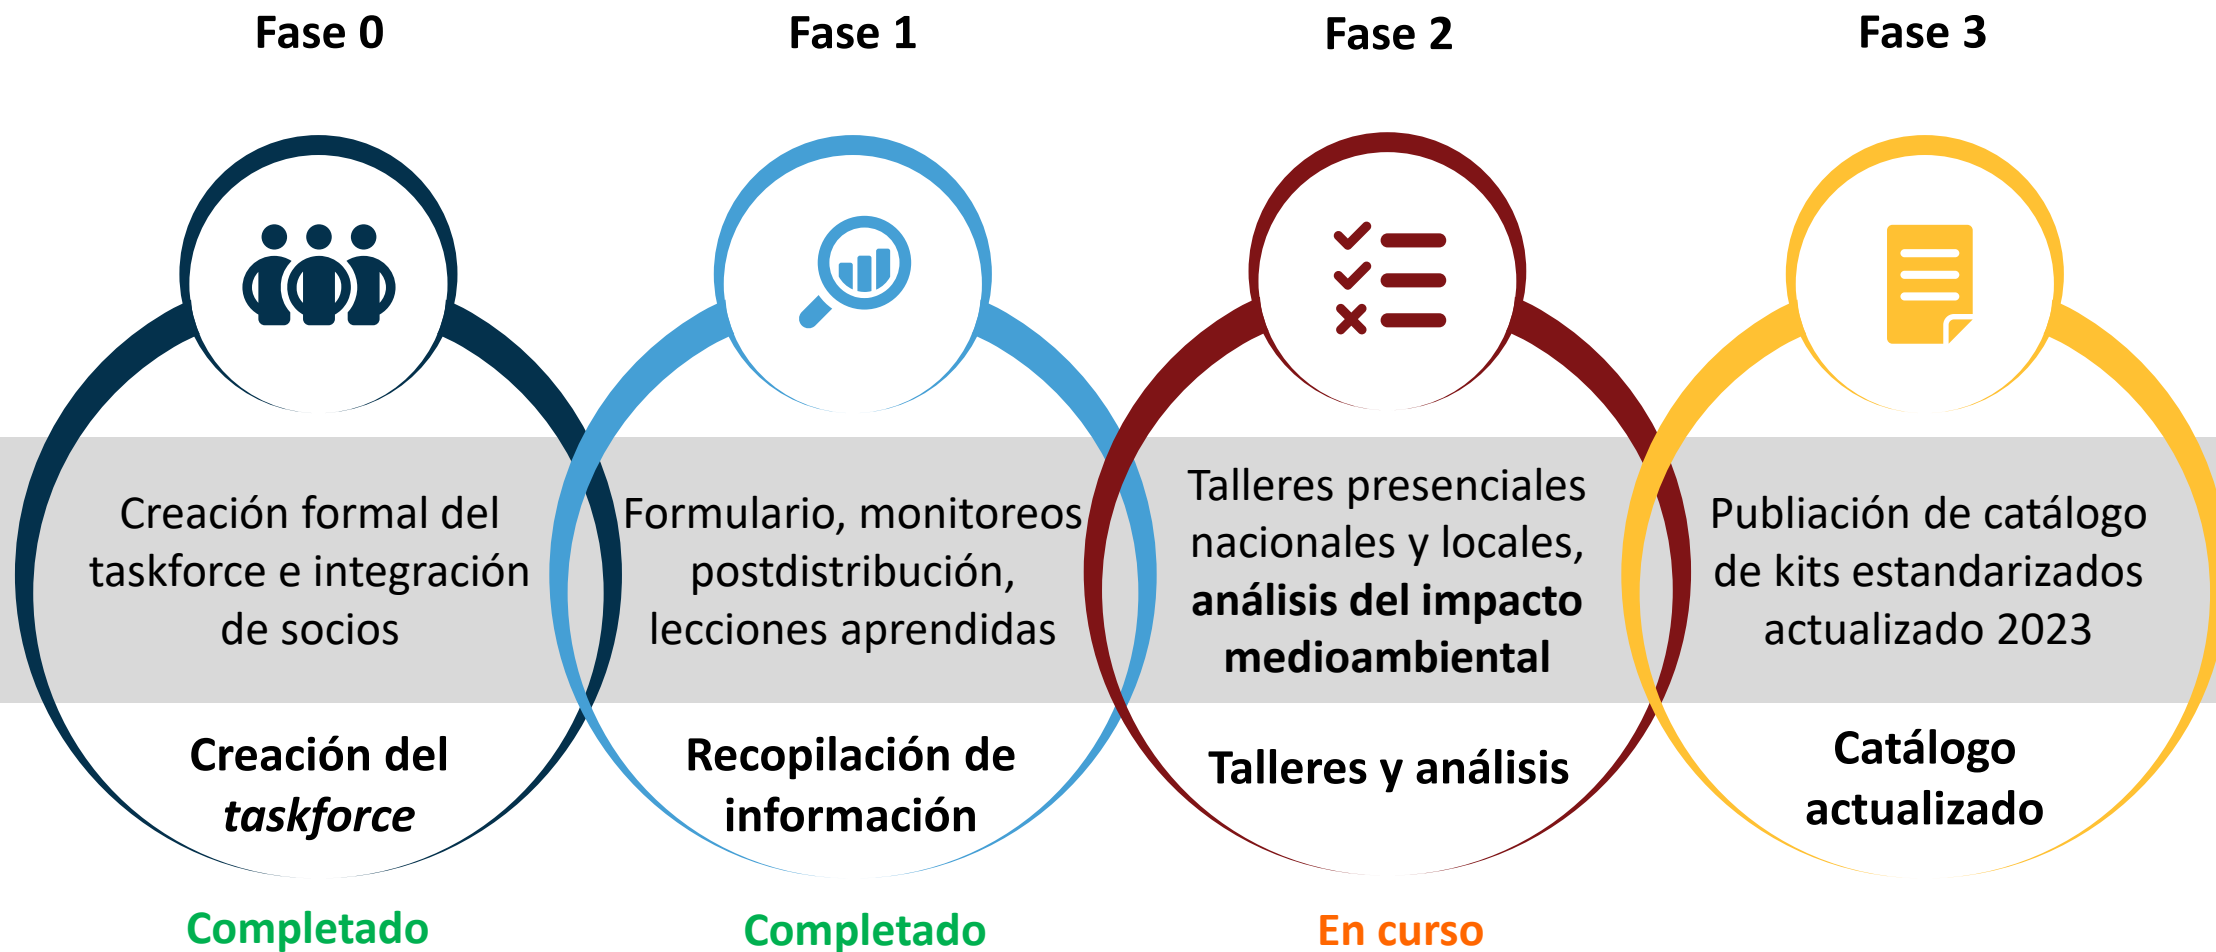 Fase 0
Creación formal del
taskforce e integración
de socios
Creación del
taskforce
Completado
Fase 1
Formulario, monitoreos
postdistribución,
lecciones aprendidas
Recopilación de
información
Completado
Fase 2
Talleres presenciales
nacionales y locales,
análisis del impacto
medioambiental
Talleres y análisis
En curso
Fase 3
Publiación de catálogo
de kits estandarizados
actualizado 2023
Catálogo
actualizado